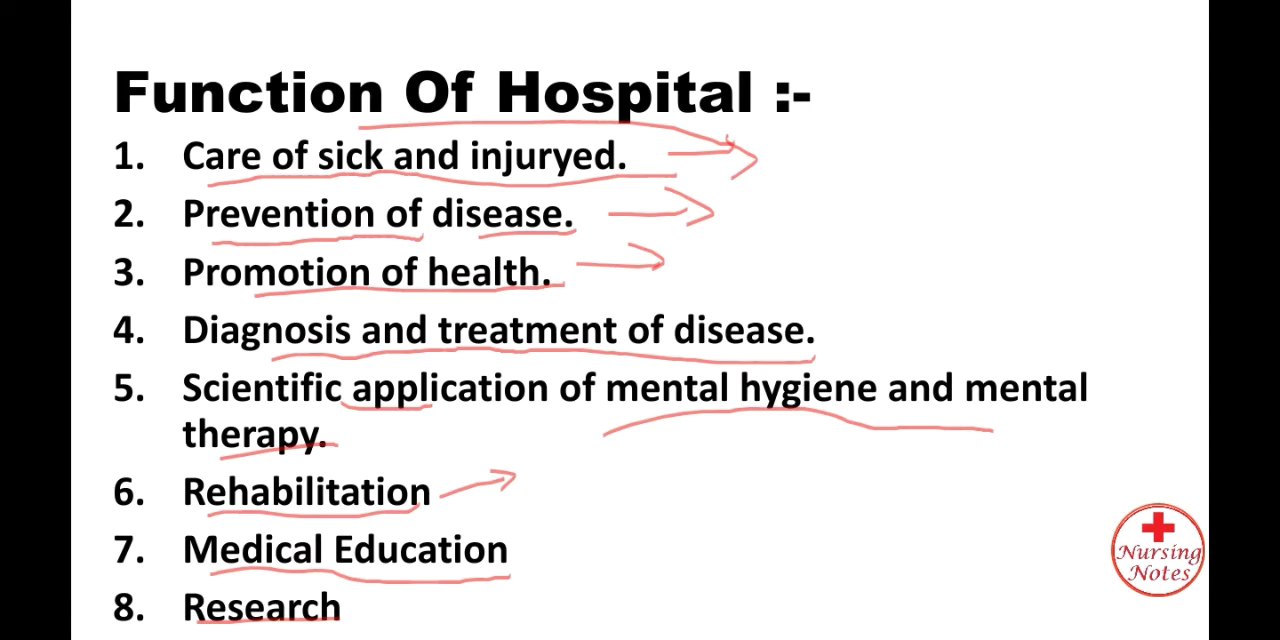 Function Of Hospital :-
1. Care of sick and injuryed.
2. Prevention of disease.
3. Promotion of health.
4. Diagnosis and treatment of disease.
5. Scientific application of mental hygiene and mental
therapy.
6. Rehabilitation
7. Medical Education
8. Research
Nursing
Notes